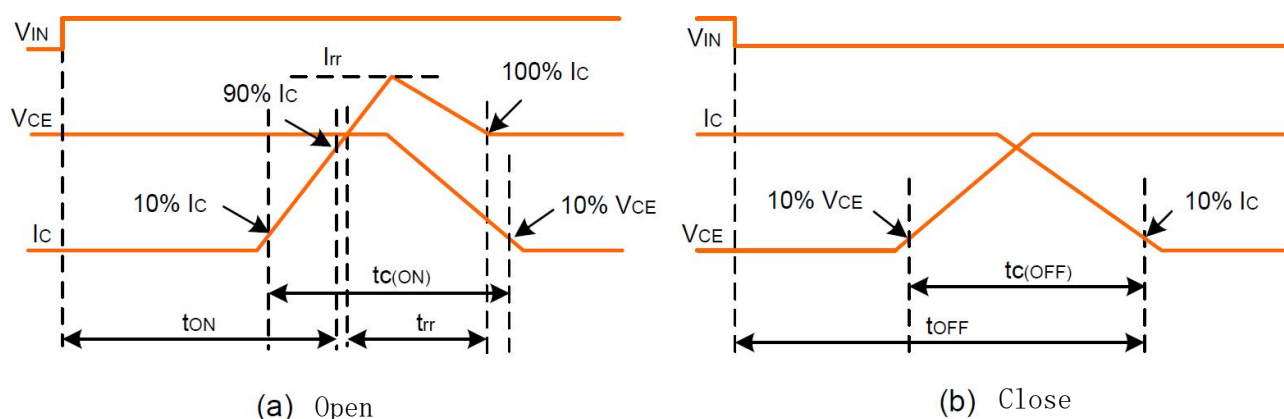 VIN
Irr
90% IC
100% IC
VCE
10% IC
10% VCE
IC
tC(ON)
tON
trr
(a) Open
VIN
IC
10% VCE
10% IC
VCE
tC(OFF)
tOFF
(b) Close